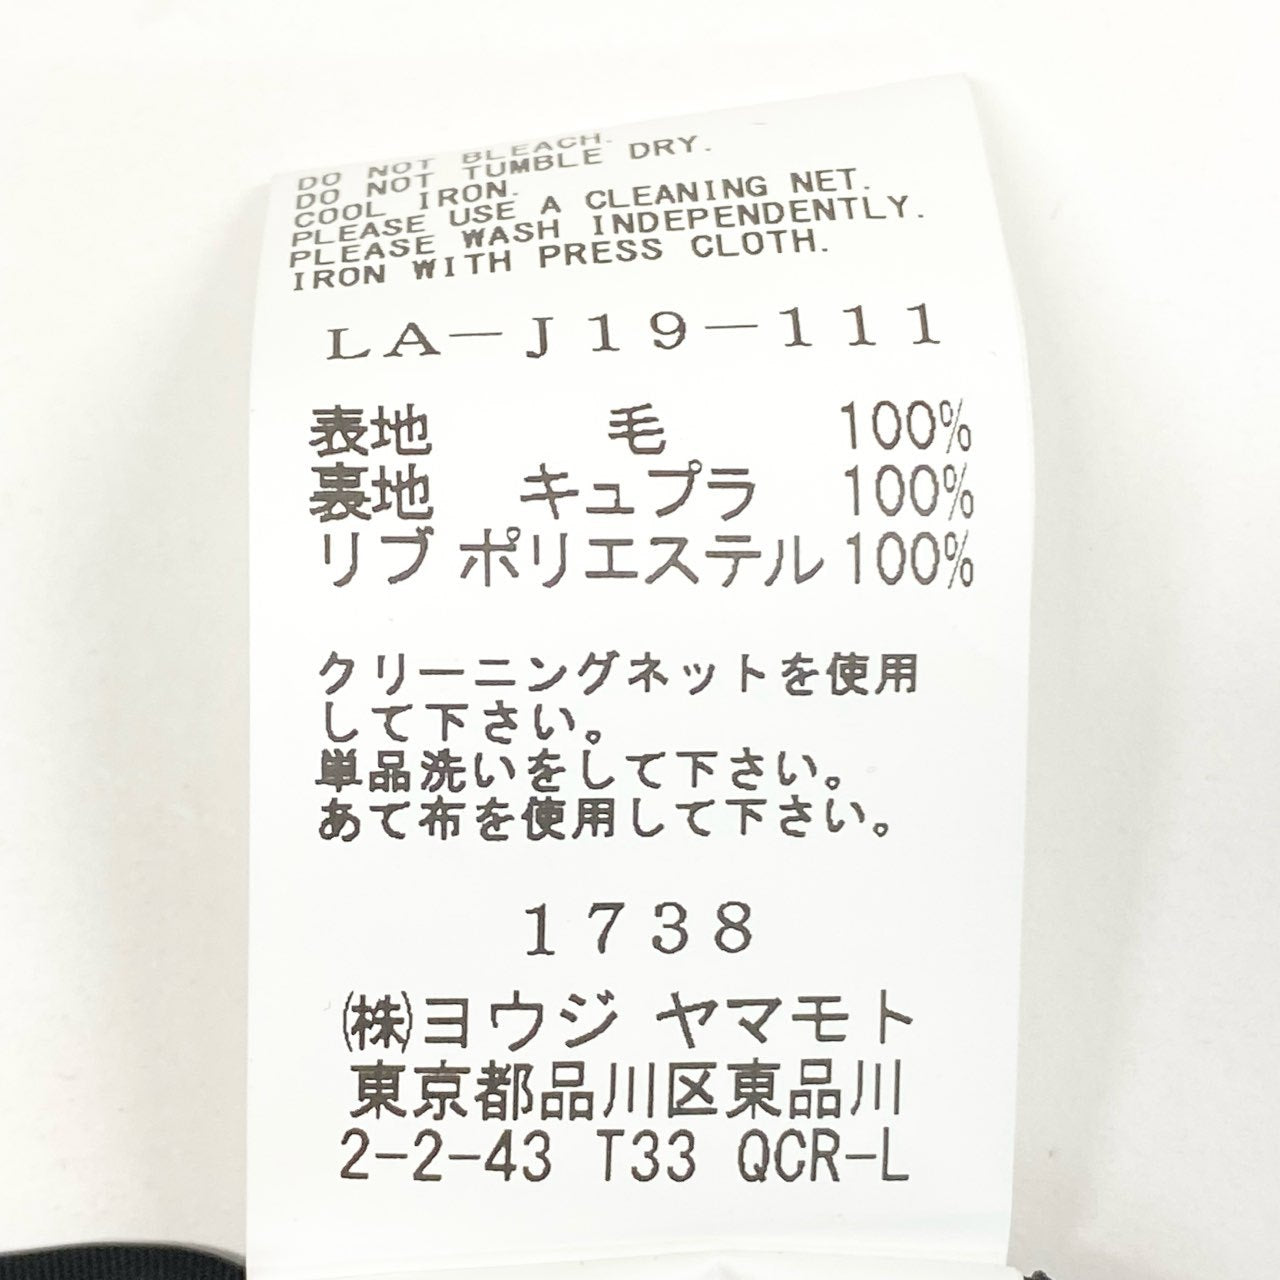 DO NOT BLEACH.
DO NOT TUMBLE DRY.
COOL IRON.
PLEASE USE A CLEANING NET.
PLEASE WASH INDEPENDENTLY.
IRON WITH PRESS CLOTH.
LA-J19-111
表地 毛 100%
裏地 キュプラ 100%
リブ ポリエステル 100%
クリーニングネットを使用
して下さい。
単品洗いをして下さい。
あて布を使用して下さい。
1738
㈱ヨウジ ヤマモト
東京都品川区東品川
2-2-43 T33 QCR-L